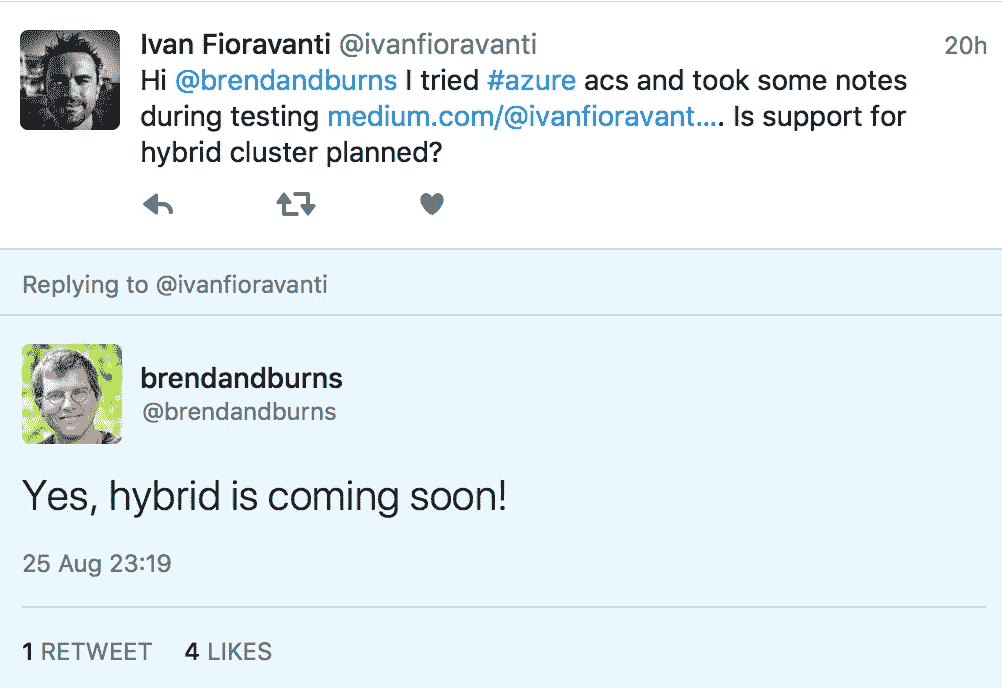 Ivan Fioravanti @ivanfioravanti 20h
Hi @brendandburns I tried #azure acs and took some notes
during testing medium.com/@ivanfioravant.... Is support for
hybrid cluster planned?
Replying to @ivanfioravanti
brendandburns
@brendandburns
Yes, hybrid is coming soon!
25 Aug 23:19
1 RETWEET 4 LIKES